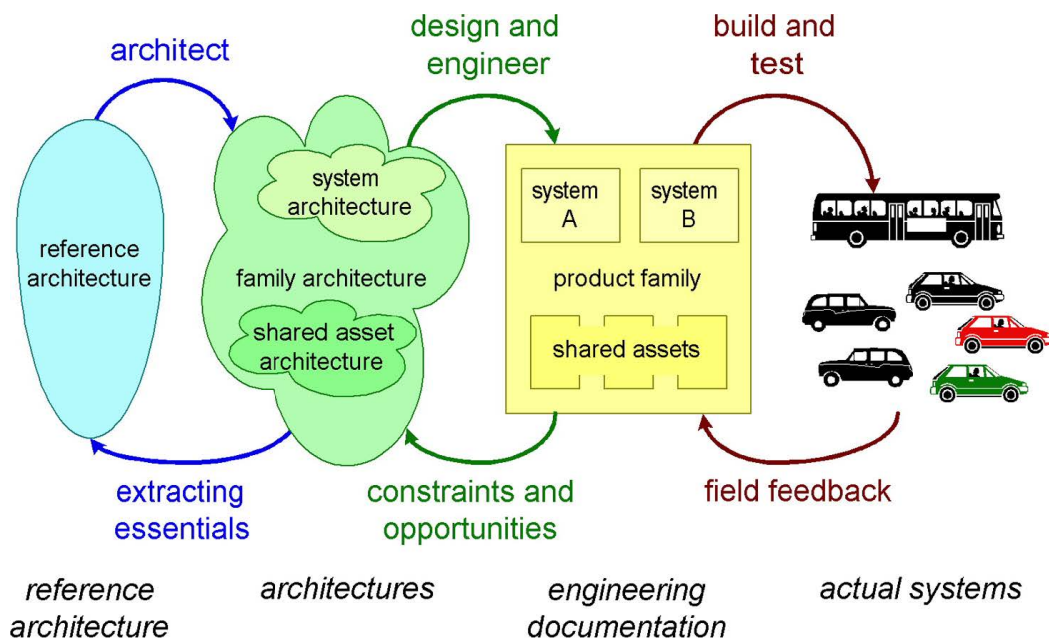 architect
design and
engineer
build and
test
reference
architecture
system
architecture
family architecture
shared asset
architecture
system
A
system
B
product family
shared assets
extracting
essentials
constraints and
opportunities
field feedback
reference
architecture
architectures
engineering
documentation
actual systems